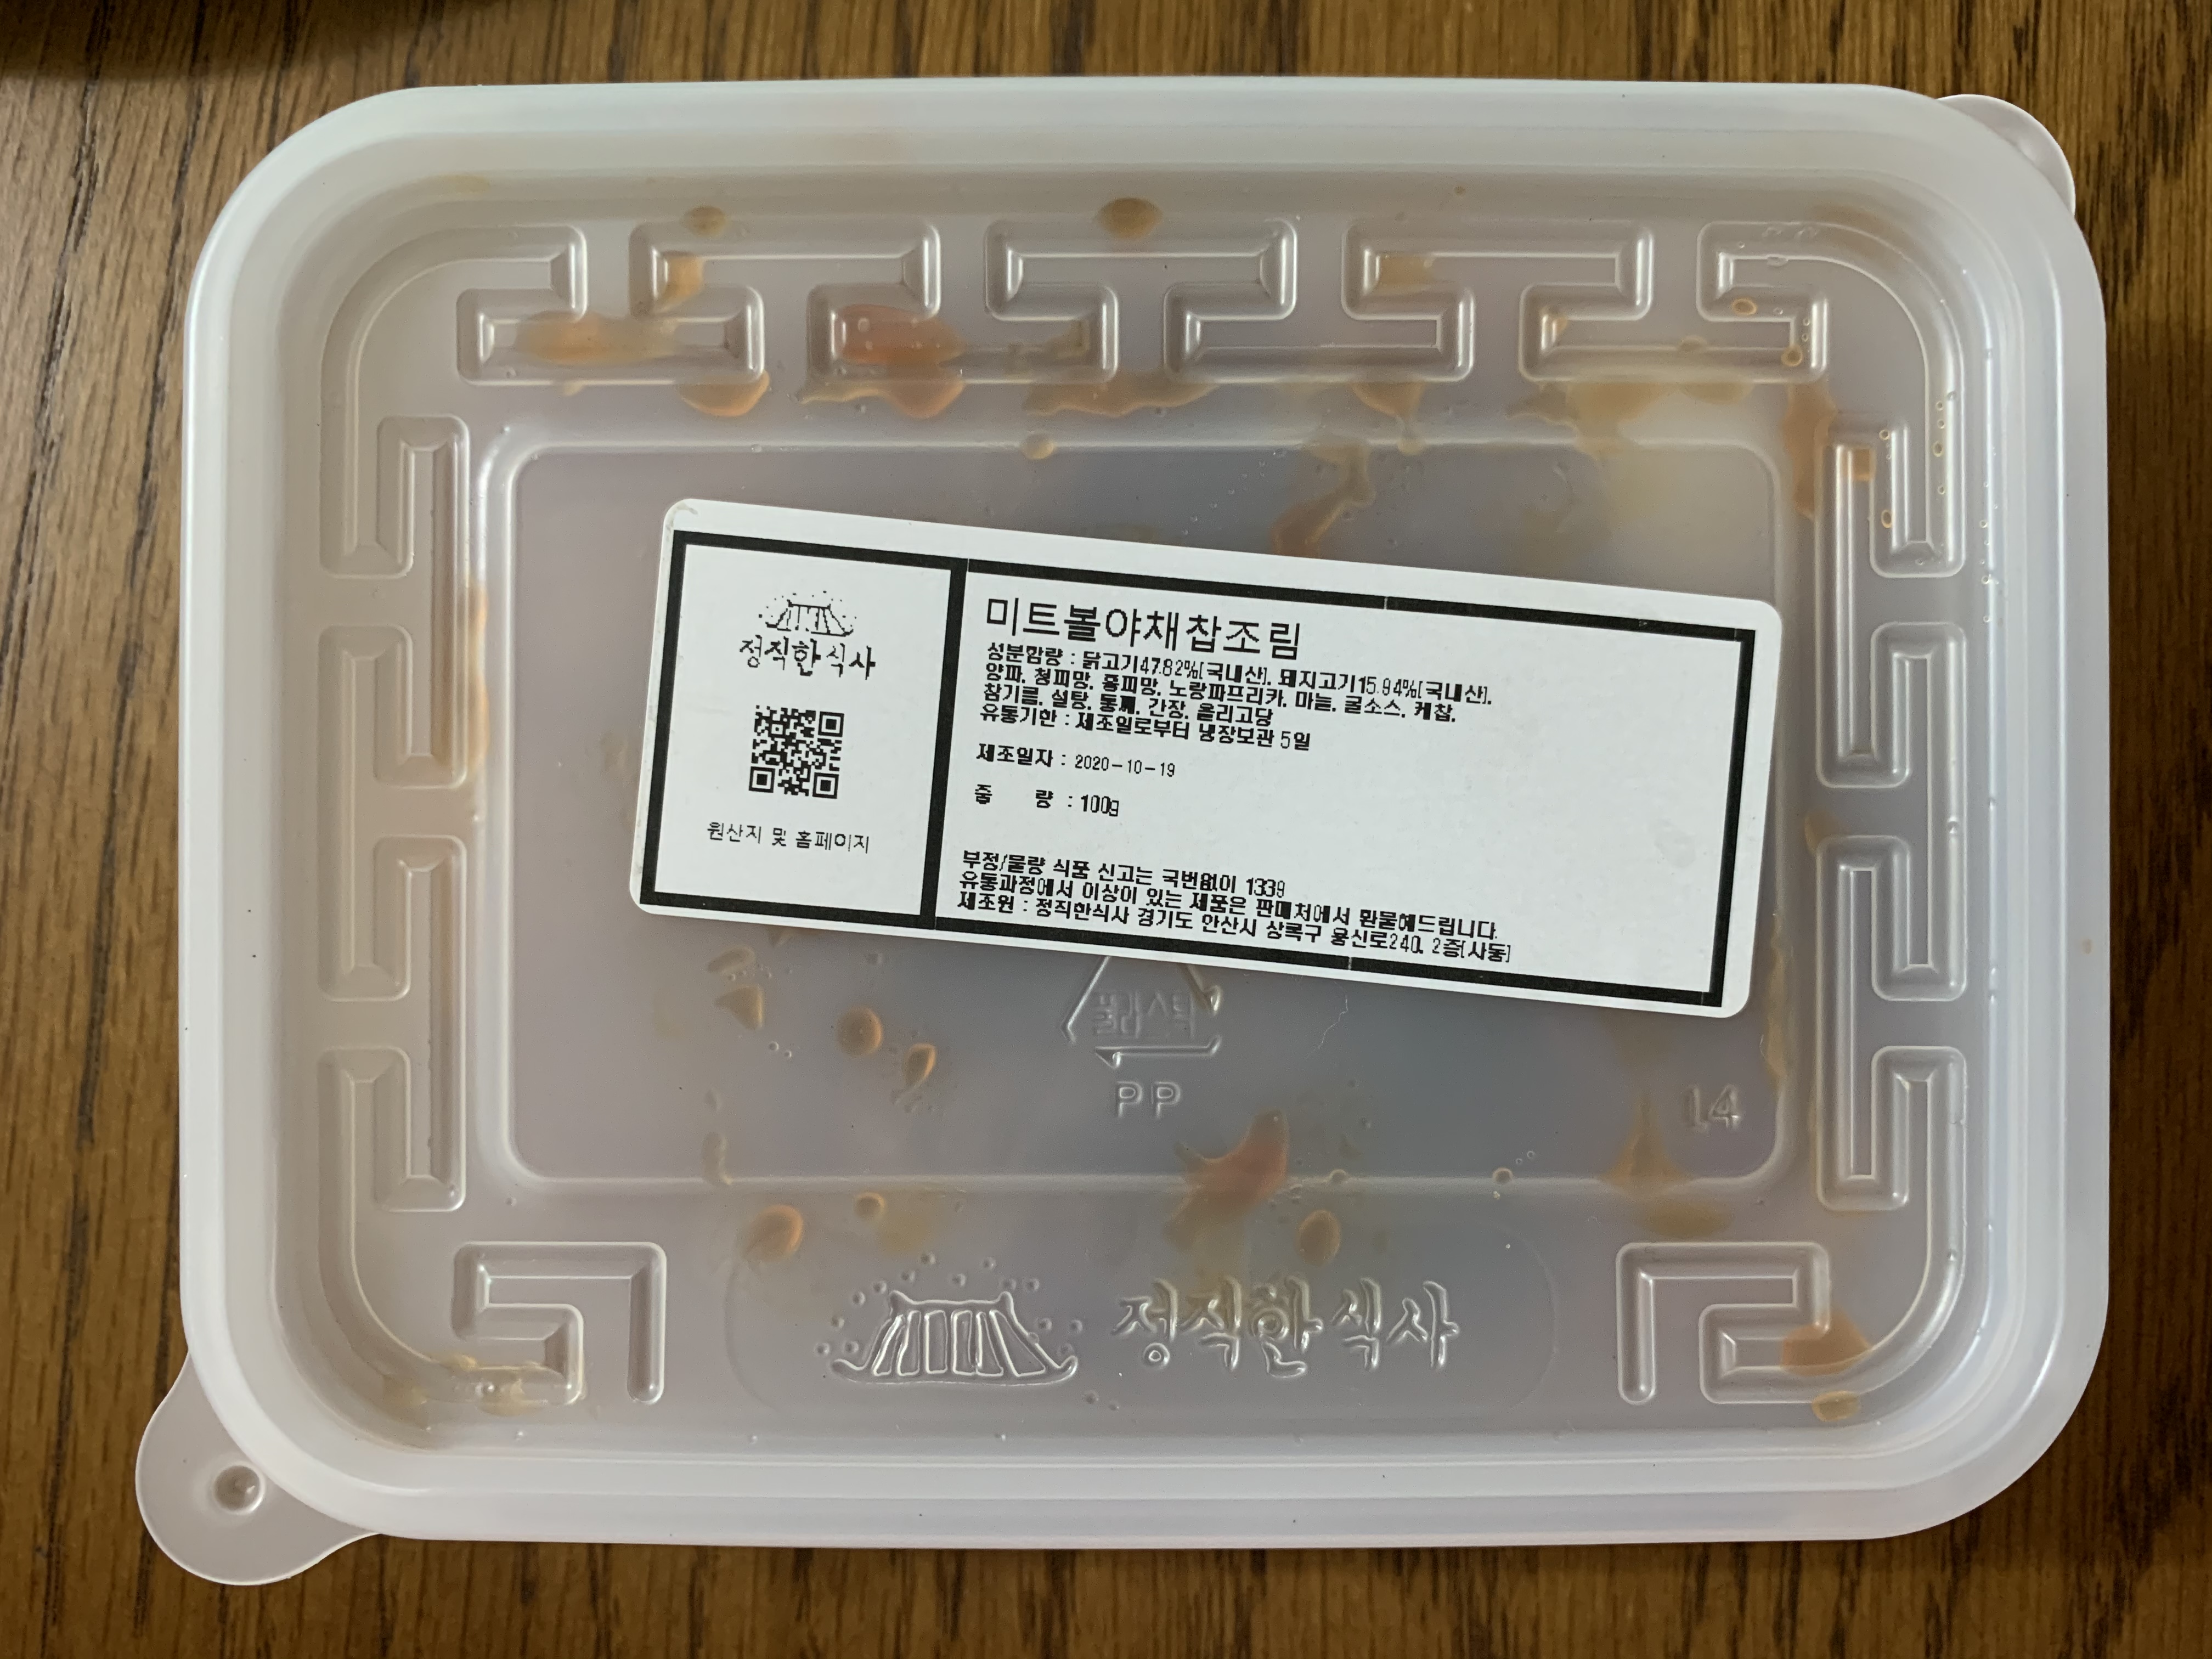 정직한식사
원산지 및 홈페이지
미트볼야채찹조림
성분함량 : 닭고기47.82%[국내산], 돼지고기15.94%[국내산],
양파, 청피망, 홍피망, 노랑파프리카, 마늘, 굴소스, 케찹,
참기름, 설탕, 통깨, 간장, 올리고당
유통기한 : 제조일로부터 냉장보관 5일
제조일자 : 2020-10-19
중 량 : 100g
부정/불량 식품 신고는 국번없이 1339
유통과정에서 이상이 있는 제품은 판매처에서 환불해드립니다.
제조원 : 정직한식사 경기도 안산시 상록구 용신로240, 2층[사동]
플라스틱
PP
14
정직한식사